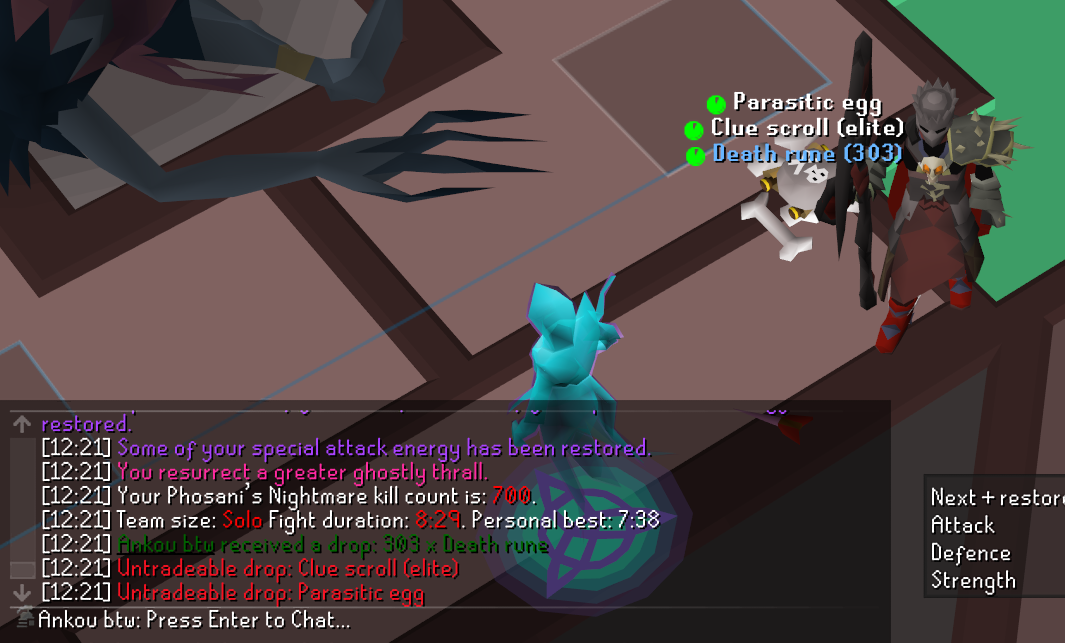 Parasitic egg
Clue scroll (elite)
Death rune (303)
restored.
[12:21] Some of your special attack energy has been restored.
[12:21] You resurrect a greater ghostly thrall.
[12:21] Your Phosani's Nightmare kill count is: 700.
[12:21] Team size: Solo Fight duration: 8:29. Personal best: 7:38
[12:21] Ankou btw received a drop: 303 x Death rune
[12:21] Untradeable drop: Clue scroll (elite)
[12:21] Untradeable drop: Parasitic egg
Ankou btw: Press Enter to Chat...
Next + restore
Attack
Defence
Strength